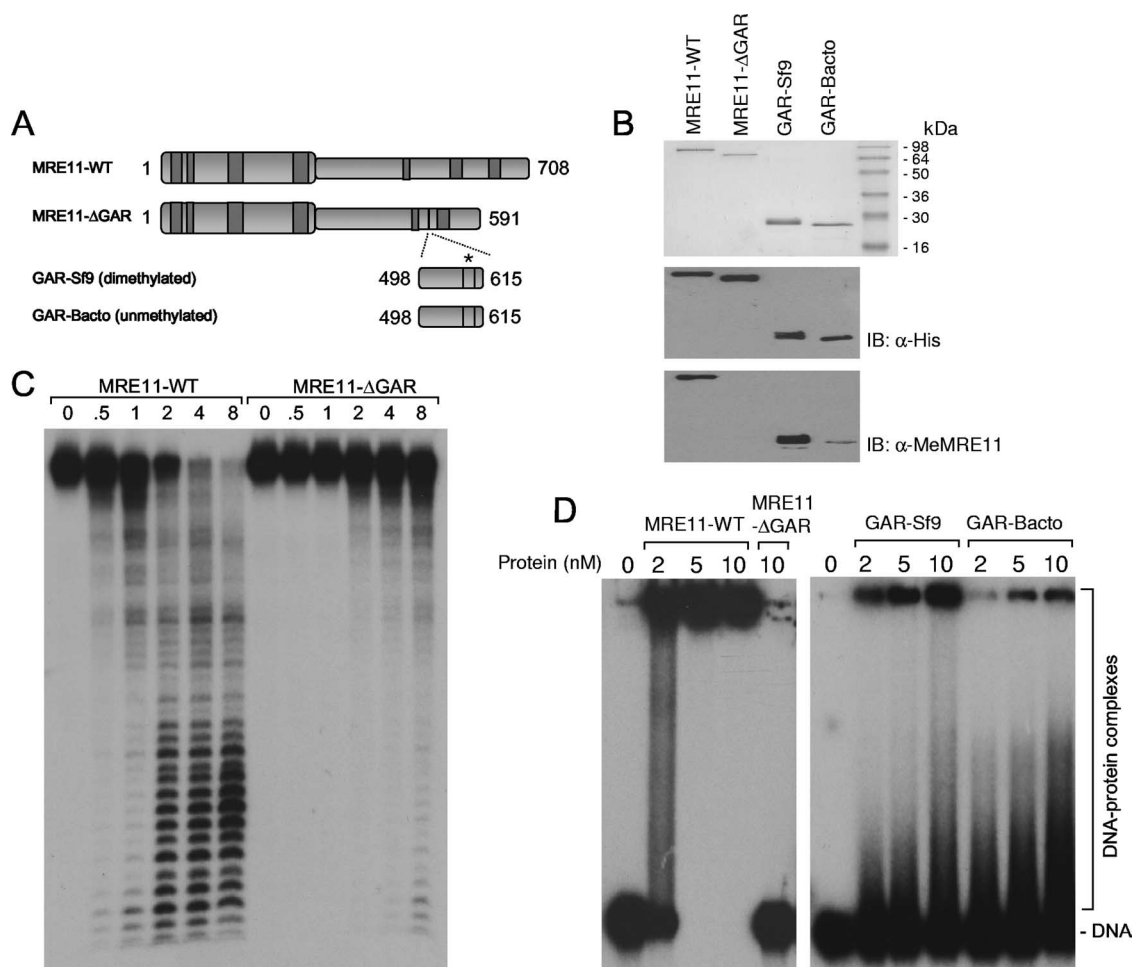 A
MRE11-WT 1 708
MRE11-ΔGAR 1 591
*
GAR-Sf9 (dimethylated) 498 615
GAR-Bacto (unmethylated) 498 615
B
MRE11-WT
MRE11-ΔGAR
GAR-Sf9
GAR-Bacto
kDa
- 98
- 64
- 50
- 36
- 30
- 16
IB: α-His
IB: α-MeMRE11
C
MRE11-WT MRE11-ΔGAR
0 .5 1 2 4 8 0 .5 1 2 4 8
D
MRE11-WT
MRE11
-ΔGAR
GAR-Sf9 GAR-Bacto
Protein (nM) 0 2 5 10 10 0 2 5 10 2 5 10
DNA-protein complexes
- DNA